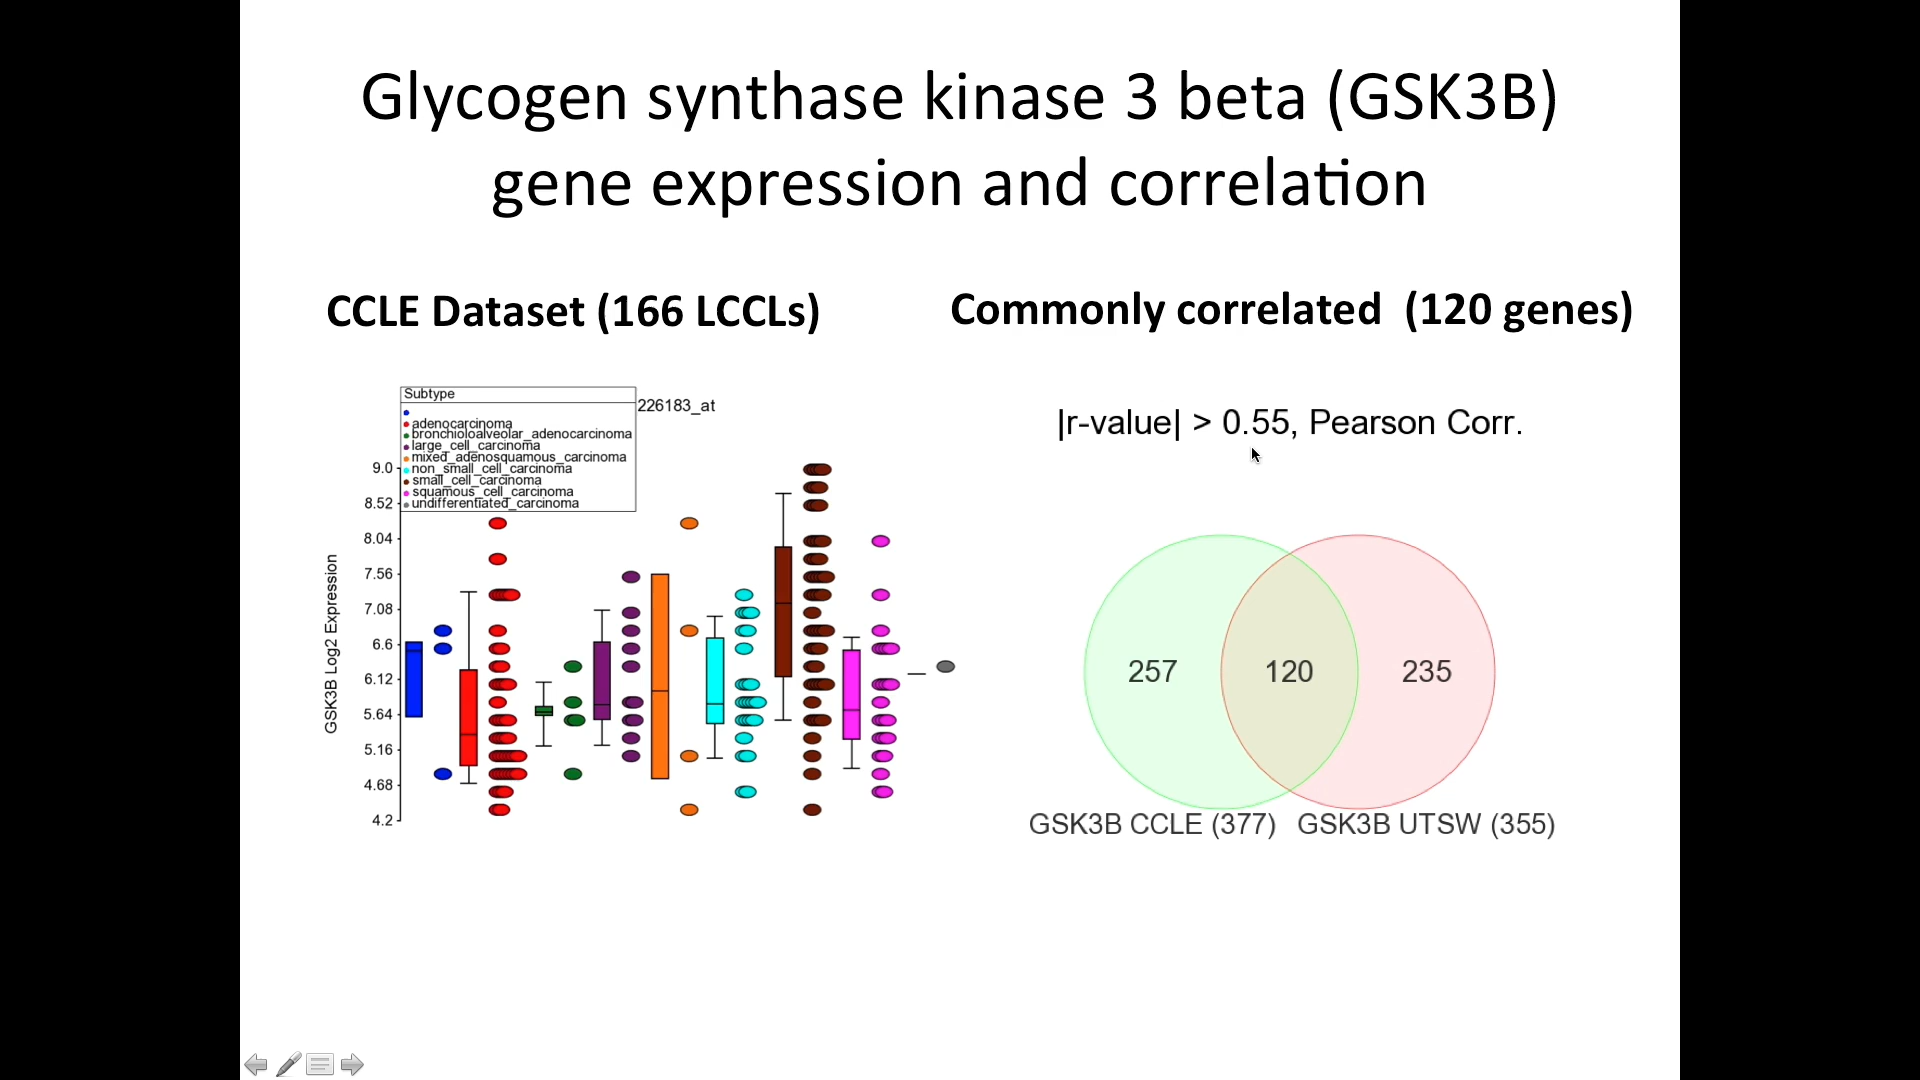 Glycogen synthase kinase 3 beta (GSK3B)
gene expression and correlation
CCLE Dataset (166 LCCLs)
Subtype
226183_at
adenocarcinoma
bronchioloalveolar_adenocarcinoma
large_cell_carcinoma
mixed_adenosquamous_carcinoma
non_small_cell_carcinoma
small_cell_carcinoma
squamous_cell_carcinoma
undifferentiated_carcinoma
GSK3B Log2 Expression
9.0
8.52
8.04
7.56
7.08
6.6
6.12
5.64
5.16
4.68
4.2
Commonly correlated (120 genes)
|r-value| > 0.55, Pearson Corr.
257 120 235
GSK3B CCLE (377) GSK3B UTSW (355)